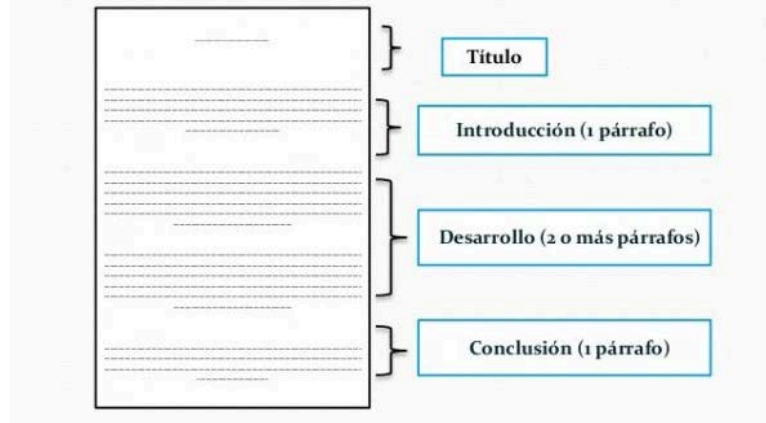 Título
Introducción (1 párrafo)
Desarrollo (2 o más párrafos)
Conclusión (1 párrafo)